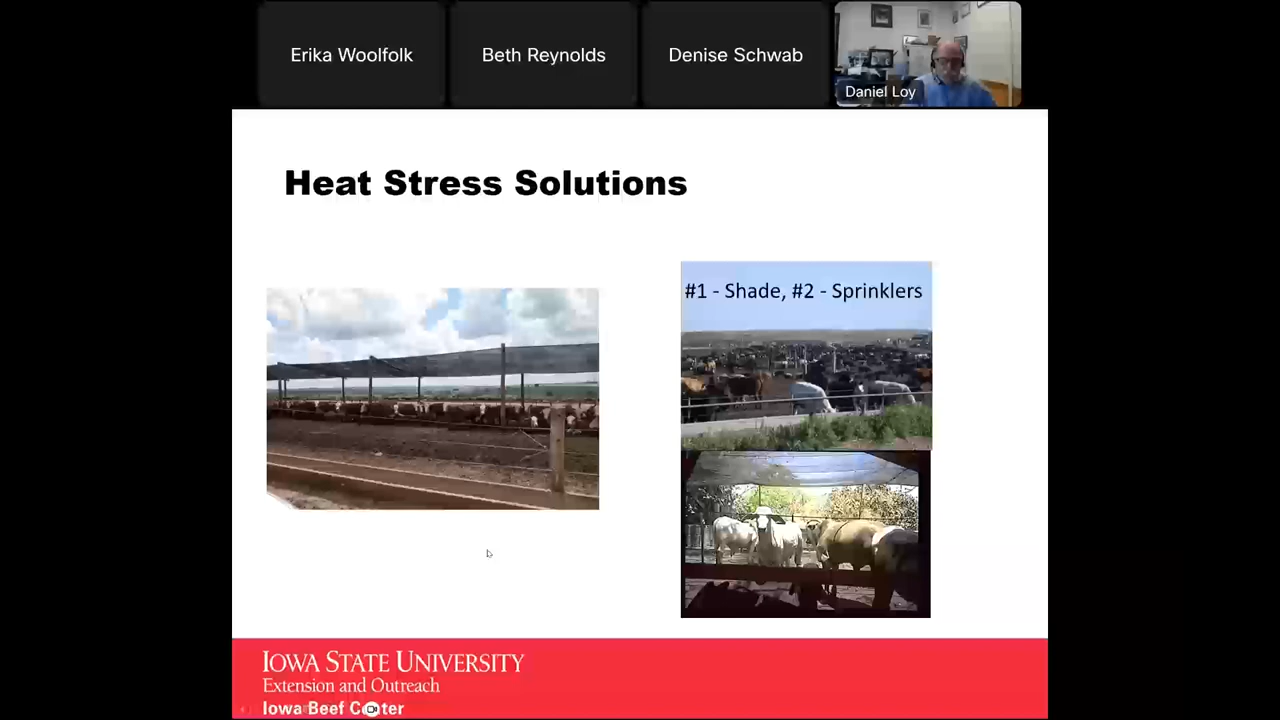 Erika Woolfolk
Beth Reynolds
Denise Schwab
Daniel Loy
Heat Stress Solutions
#1 - Shade, #2 - Sprinklers
IOWA STATE UNIVERSITY
Extension and Outreach
Iowa Beef Center